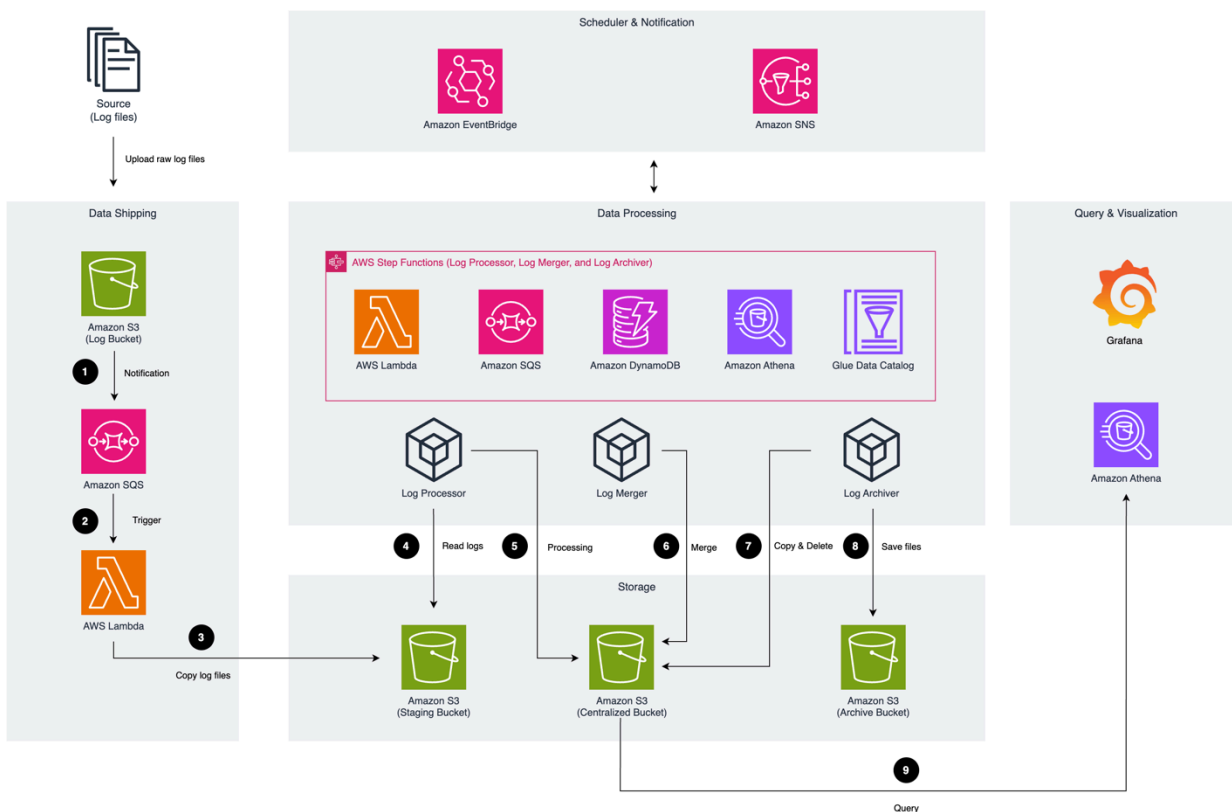 Source
(Log files)
Upload raw log files
Scheduler & Notification
Amazon EventBridge
Amazon SNS
Data Shipping
Amazon S3
(Log Bucket)
1
Notification
Amazon SQS
2
Trigger
AWS Lambda
3
Copy log files
Data Processing
AWS Step Functions (Log Processor, Log Merger, and Log Archiver)
AWS Lambda
Amazon SQS
Amazon DynamoDB
Amazon Athena
Glue Data Catalog
Log Processor
Log Merger
Log Archiver
4
Read logs
5
Processing
6
Merge
7
Copy & Delete
8
Save files
Storage
Amazon S3
(Staging Bucket)
Amazon S3
(Centralized Bucket)
Amazon S3
(Archive Bucket)
Query & Visualization
Grafana
Amazon Athena
9
Query